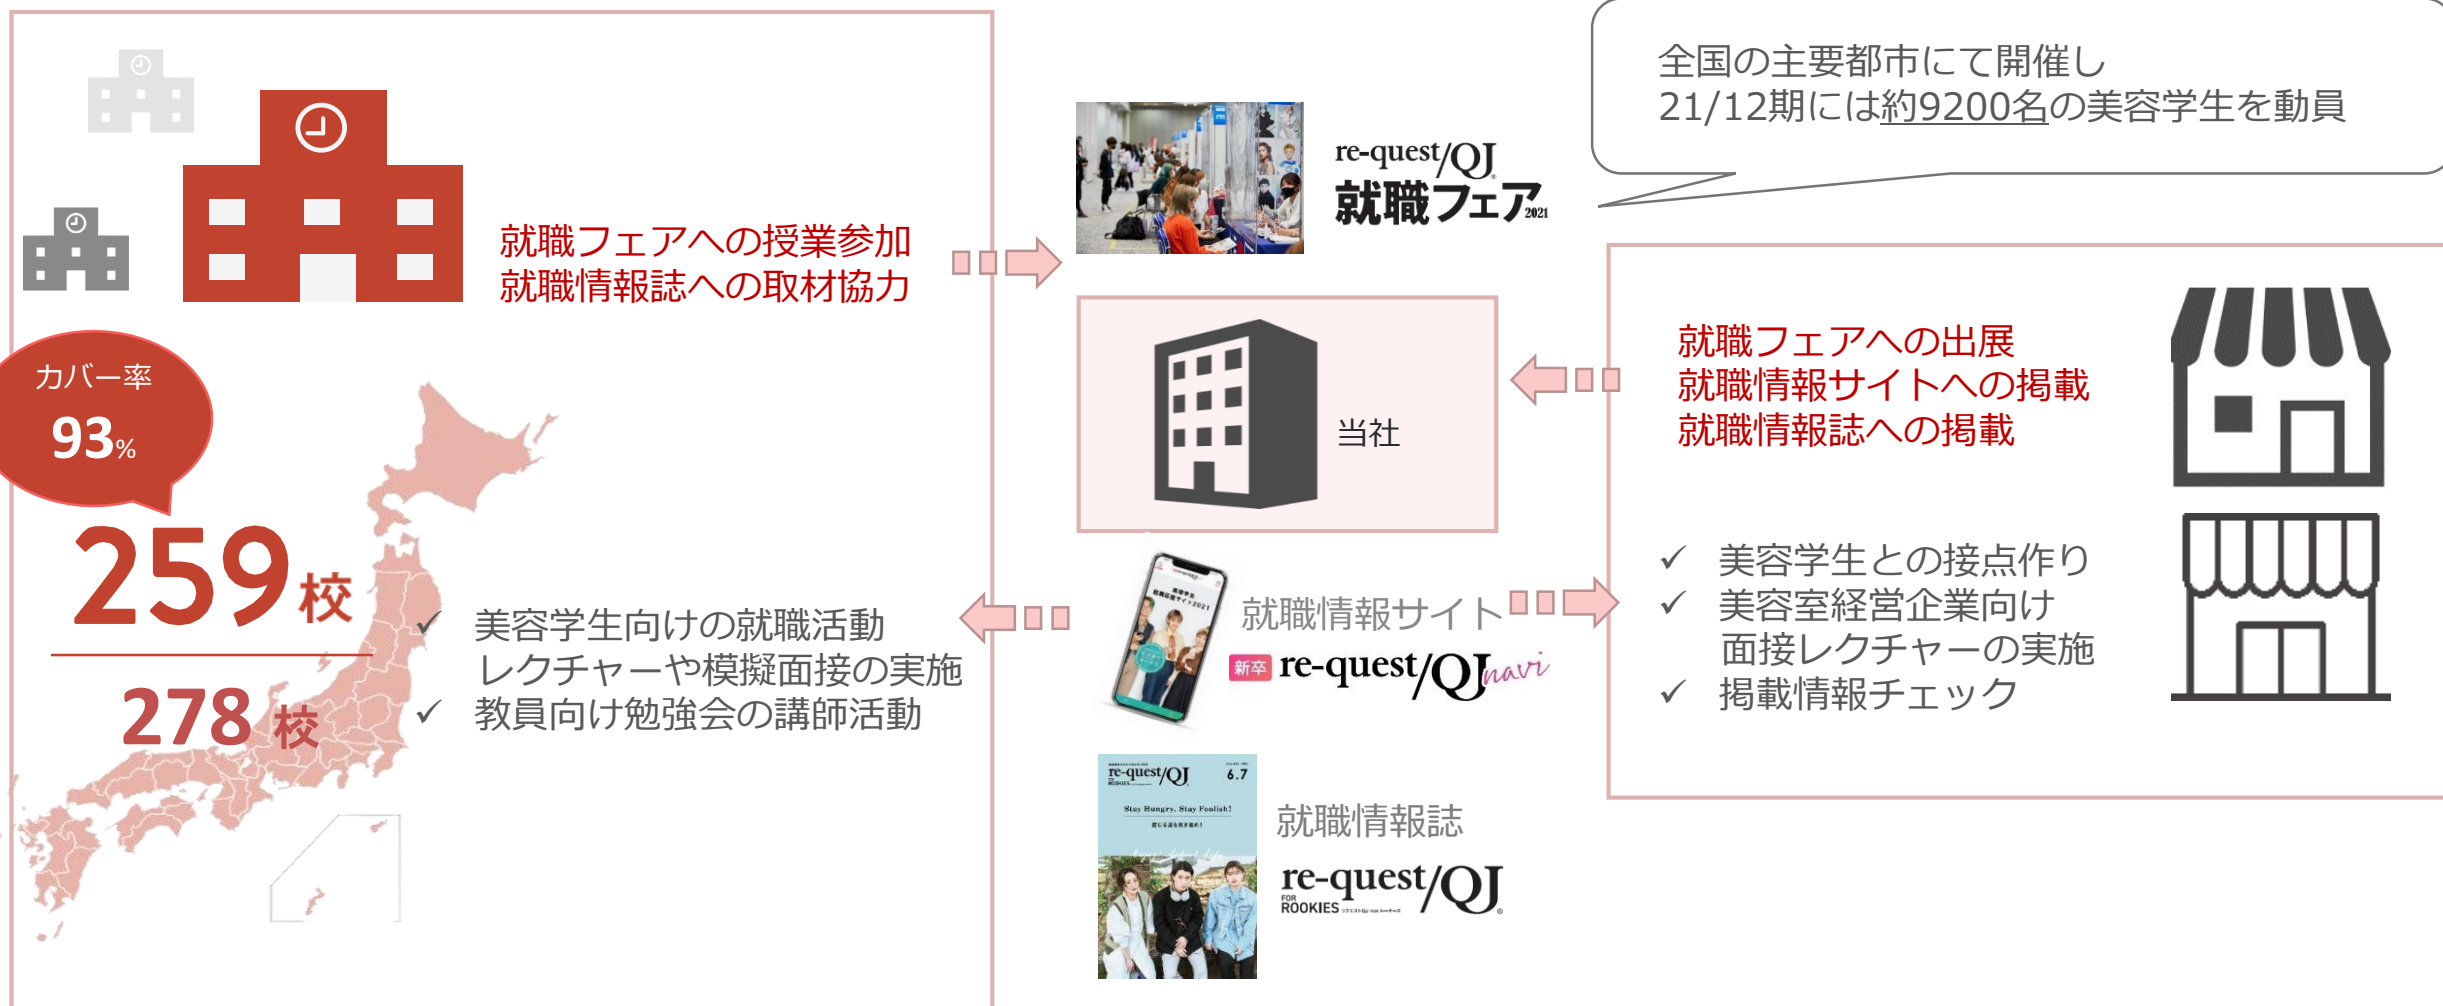 全国の主要都市にて開催し
21/12期には約9200名の美容学生を動員
re-quest/QJ
就職フェア 2021
就職フェアへの授業参加
就職情報誌への取材協力
カバー率
93%
259校
278 校
✓ 美容学生向けの就職活動
レクチャーや模擬面接の実施
✓ 教員向け勉強会の講師活動
当社
就職フェアへの出展
就職情報サイトへの掲載
就職情報誌への掲載
✓ 美容学生との接点作り
✓ 美容室経営企業向け
面接レクチャーの実施
✓ 掲載情報チェック
就職情報サイト
新卒 re-quest/QJ navi
re-quest/QJ
ROOKIES
6.7
Stay Hungry, Stay Foolish!
就職情報誌
re-quest/QJ
FOR
ROOKIES